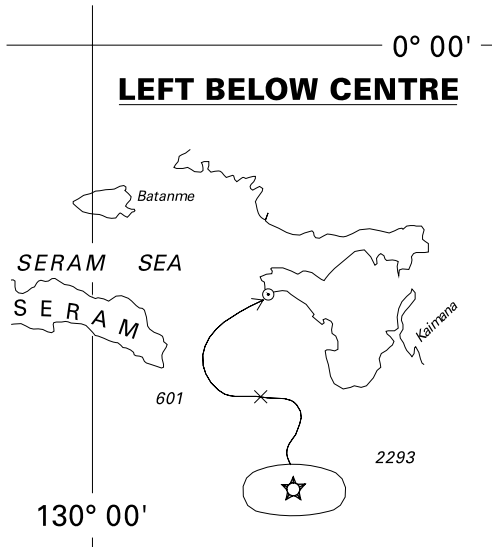 0° 00'
LEFT BELOW CENTRE
Batanme
SERAM SEA
SERAM
Kaimana
601
2293
130° 00'